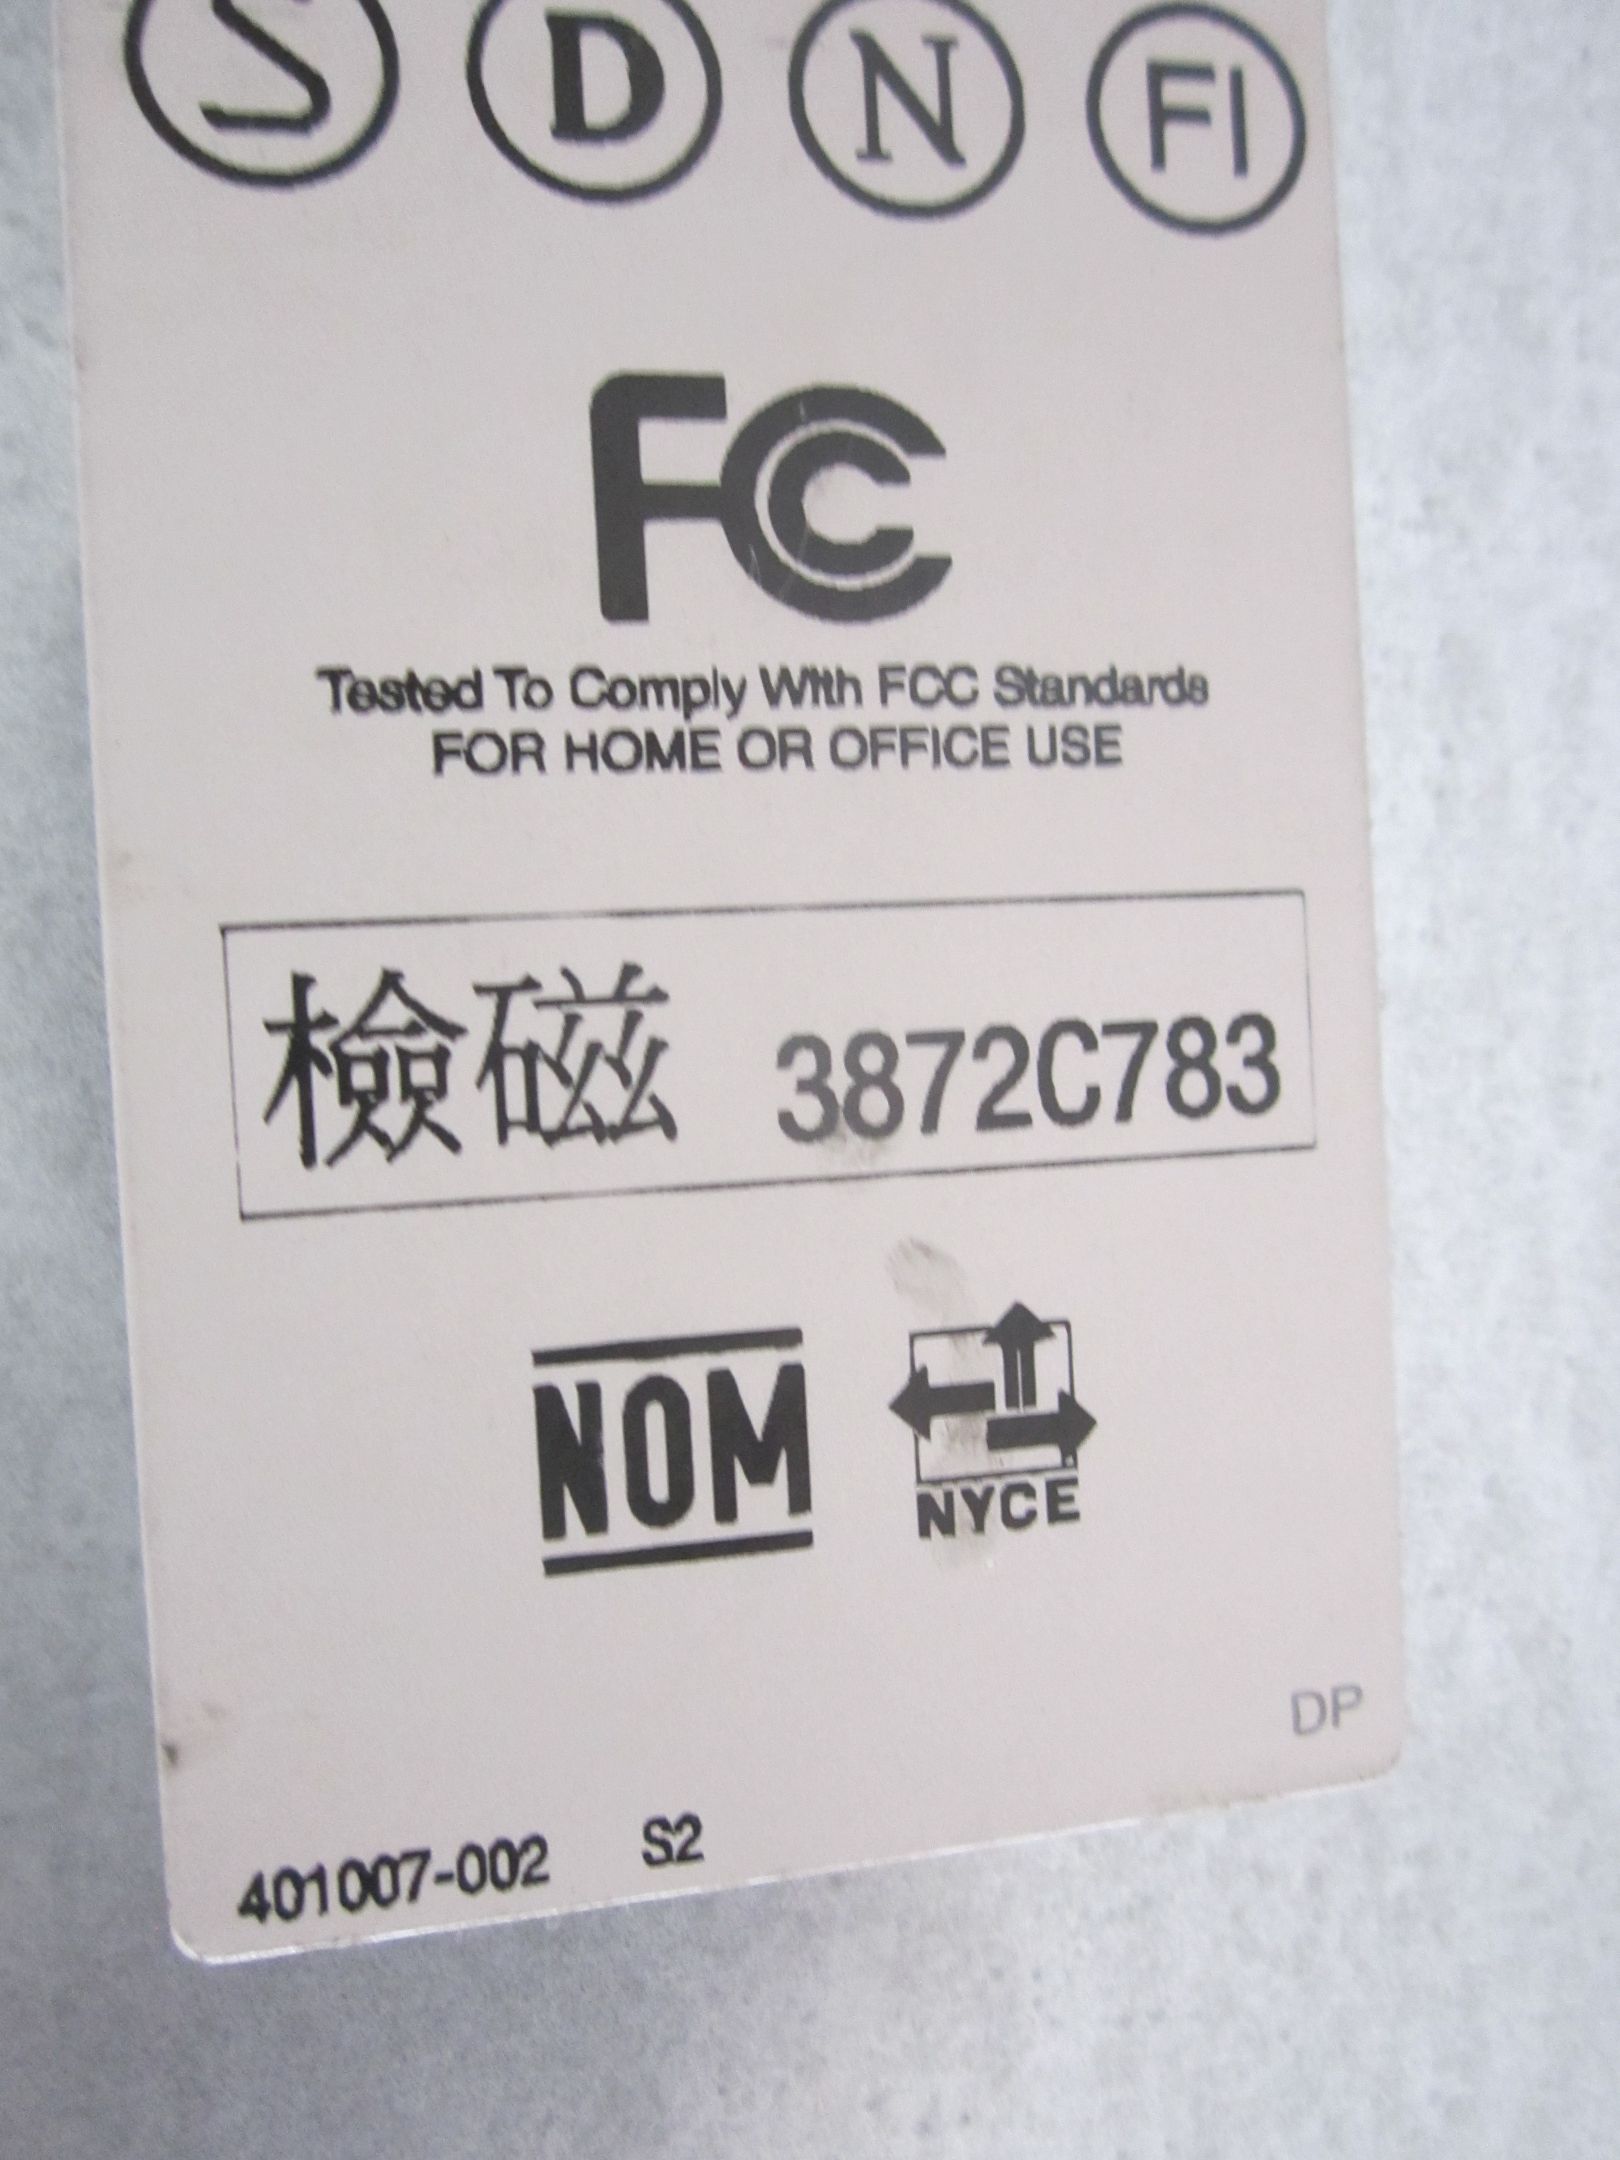 S D N FI
FCC
Tested To Comply With FCC Standards
FOR HOME OR OFFICE USE
檢磁 3872C783
NOM
NYCE
DP
401007-002 S2